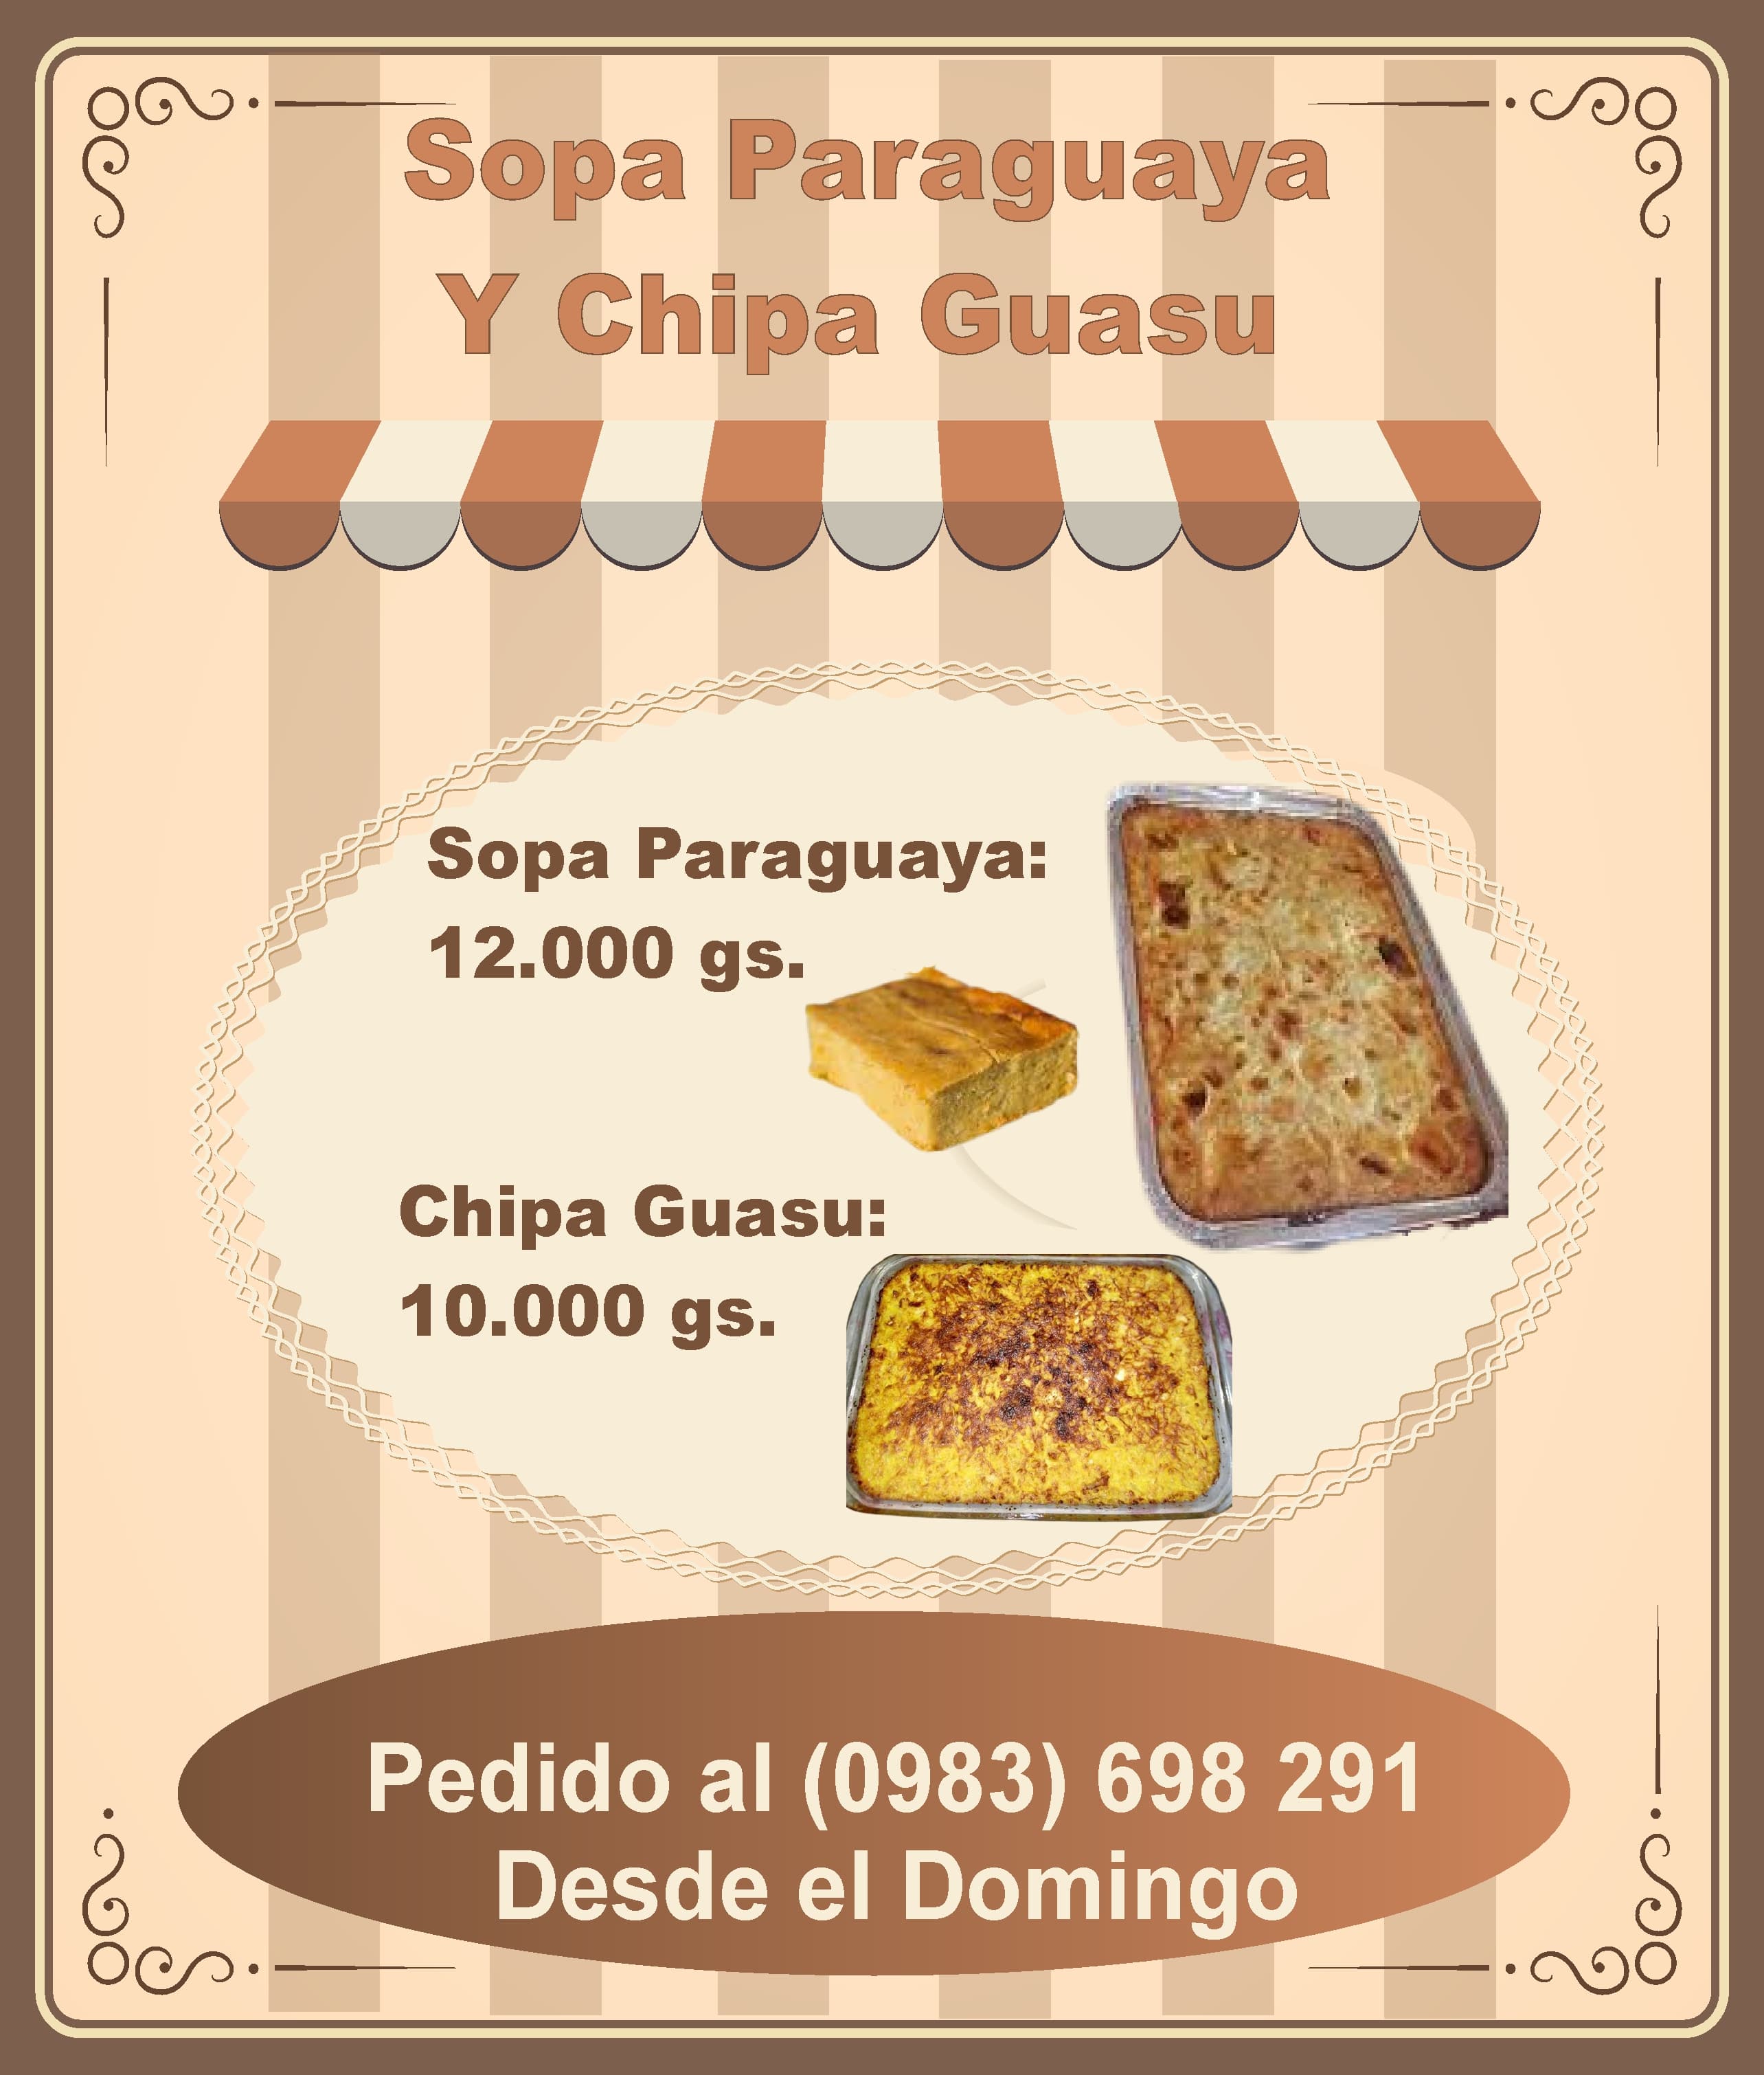 Sopa Paraguaya
Y Chipa Guasu
Sopa Paraguaya:
12.000 gs.
Chipa Guasu:
10.000 gs.
Pedido al (0983) 698 291
Desde el Domingo